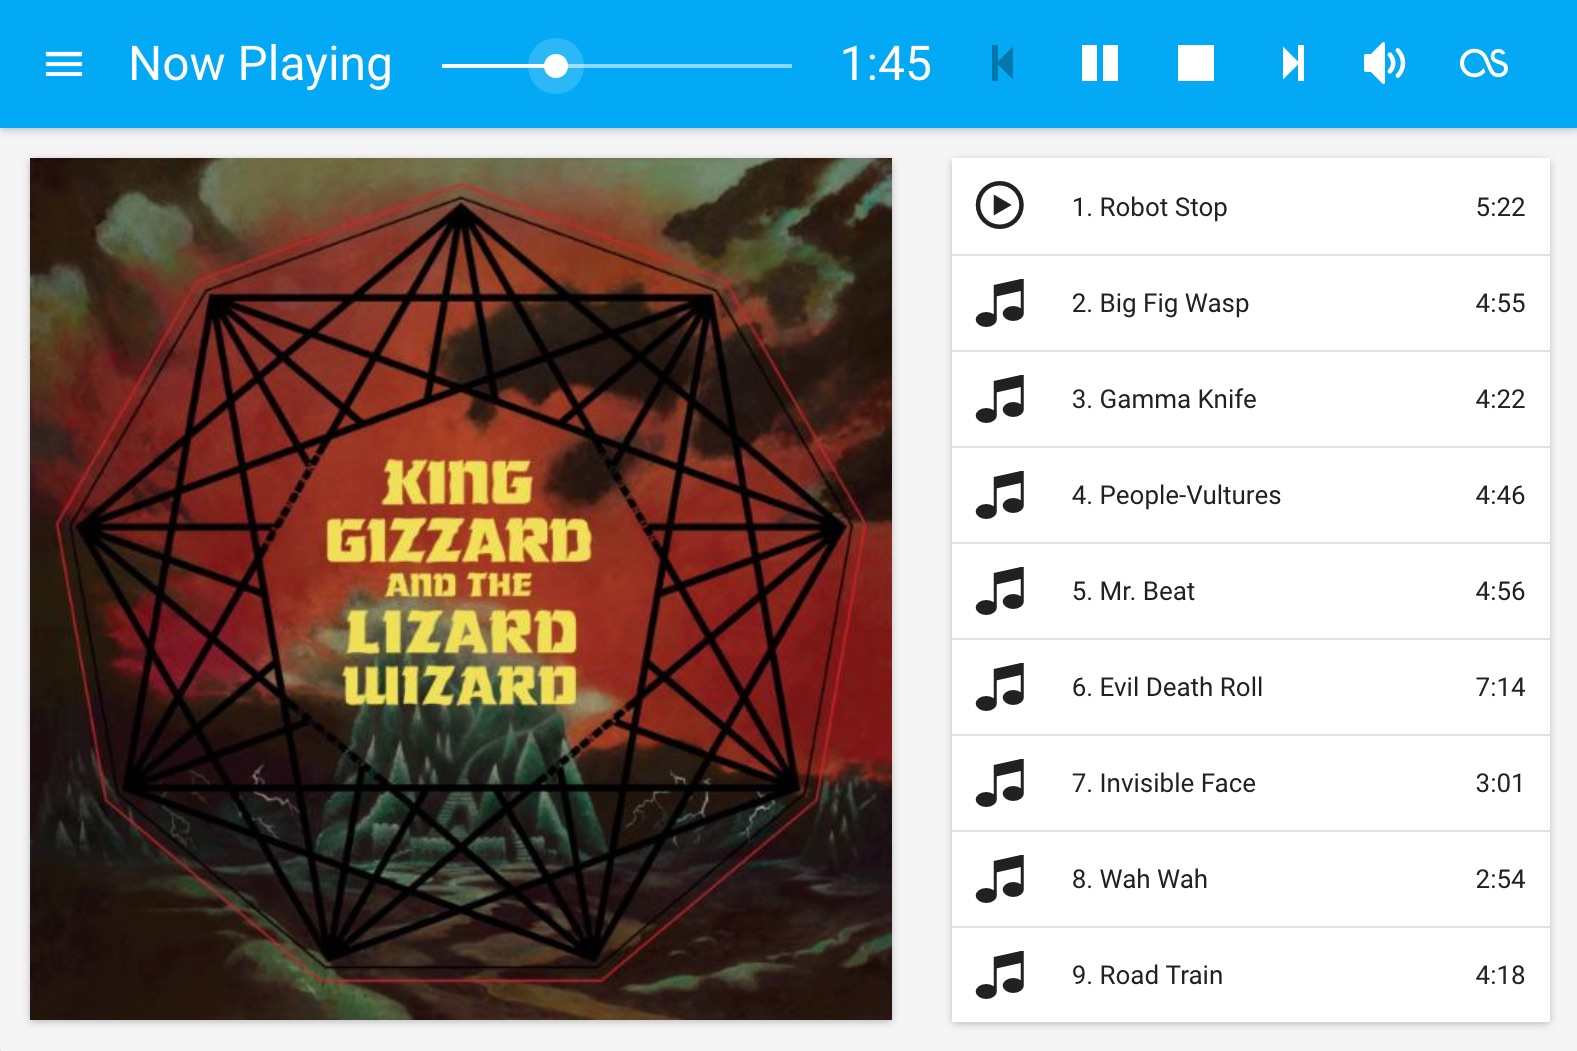 Now Playing 1:45
KING
GIZZARD
AND THE
LIZARD
WIZARD
1. Robot Stop 5:22
2. Big Fig Wasp 4:55
3. Gamma Knife 4:22
4. People-Vultures 4:46
5. Mr. Beat 4:56
6. Evil Death Roll 7:14
7. Invisible Face 3:01
8. Wah Wah 2:54
9. Road Train 4:18